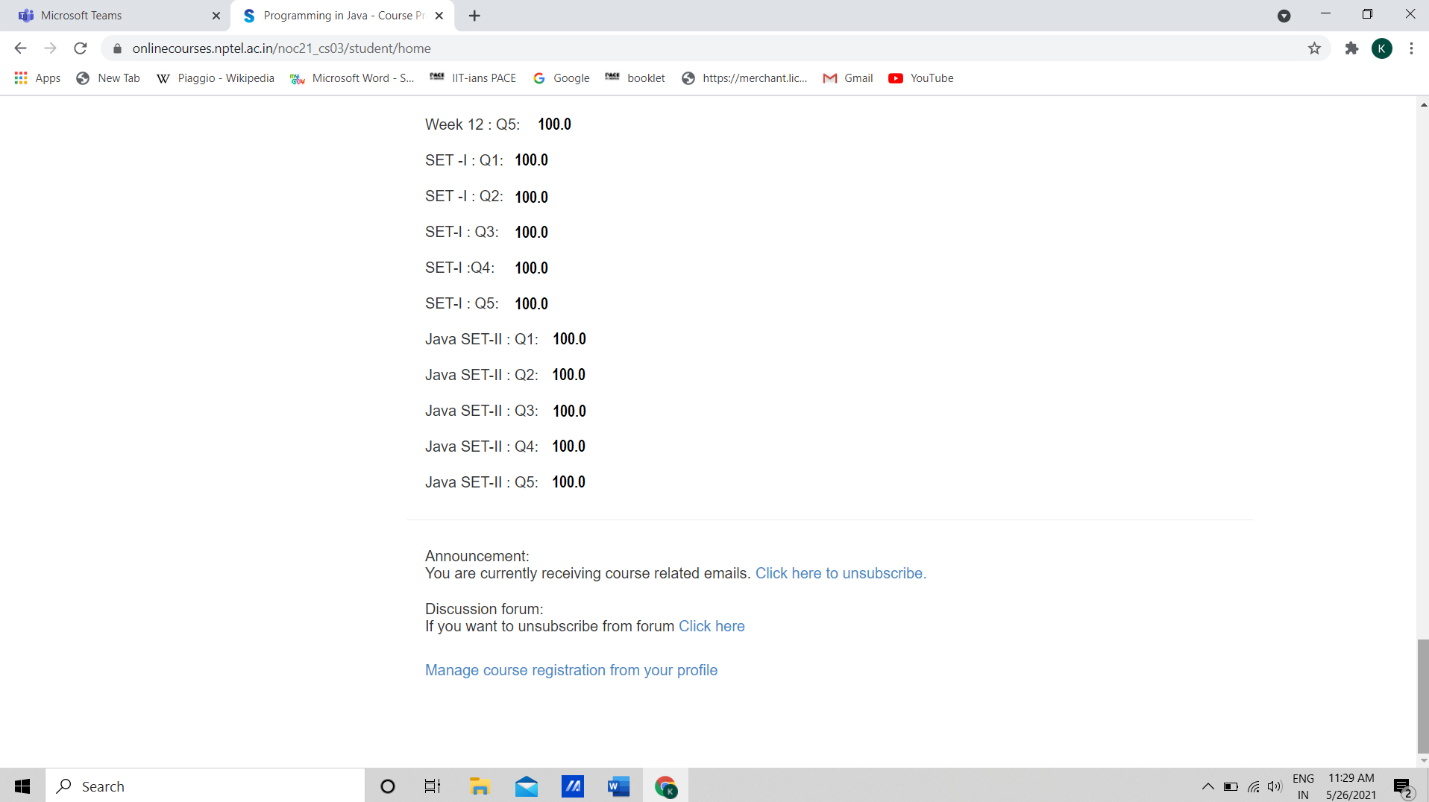 Microsoft Teams
Programming in Java - Course Pr
onlinecourses.nptel.ac.in/noc21_cs03/student/home
K
Apps New Tab Piaggio - Wikipedia Microsoft Word - S... IIT-ians PACE Google booklet https://merchant.lic... Gmail YouTube
Week 12 : Q5: 100.0
SET -I : Q1: 100.0
SET -I : Q2: 100.0
SET-I : Q3: 100.0
SET-I :Q4: 100.0
SET-I : Q5: 100.0
Java SET-II : Q1: 100.0
Java SET-II : Q2: 100.0
Java SET-II : Q3: 100.0
Java SET-II : Q4: 100.0
Java SET-II : Q5: 100.0
Announcement:
You are currently receiving course related emails. Click here to unsubscribe.
Discussion forum:
If you want to unsubscribe from forum Click here
Manage course registration from your profile
Search
ENG 11:29 AM
IN 5/26/2021 2